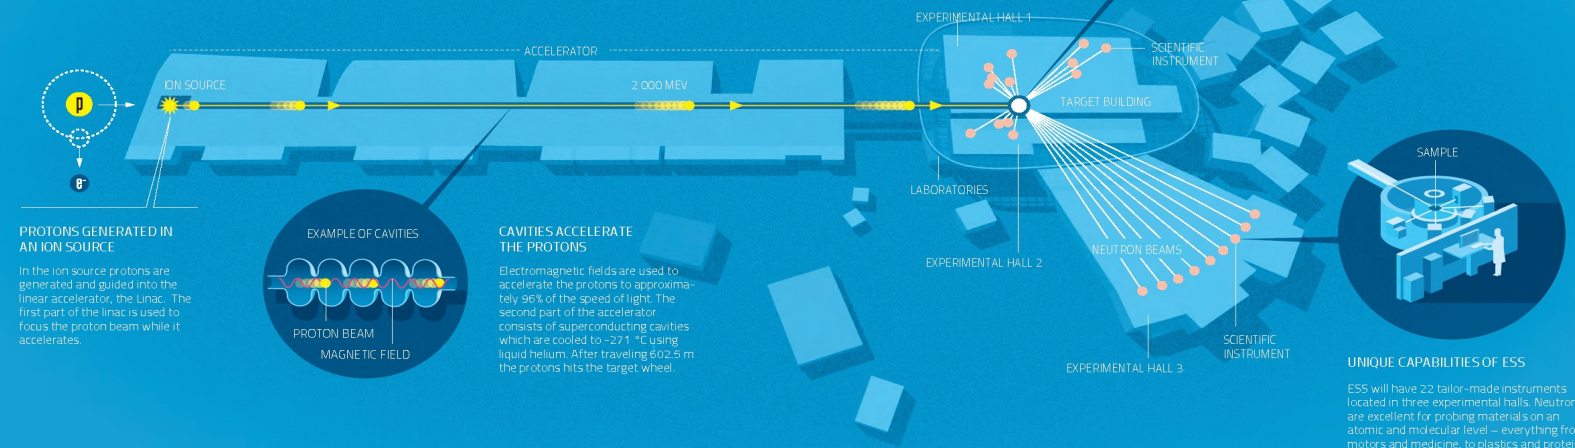 EXPERIMENTAL HALL 1
ACCELERATOR
SCIENTIFIC
INSTRUMENT
ION SOURCE
2 000 MEV
p
TARGET BUILDING
SAMPLE
e-
LABORATORIES
PROTONS GENERATED IN
AN ION SOURCE
In the ion source protons are
generated and guided into the
linear accelerator, the Linac. The
first part of the linac is used to
focus the proton beam while it
accelerates.
EXAMPLE OF CAVITIES
PROTON BEAM
MAGNETIC FIELD
CAVITIES ACCELERATE
THE PROTONS
Electromagnetic fields are used to
accelerate the protons to approxima-
tely 96% of the speed of light. The
second part of the accelerator
consists of superconducting cavities
which are cooled to -271 °C using
liquid helium. After traveling 602.5 m
the protons hits the target wheel.
EXPERIMENTAL HALL 2
NEUTRON BEAMS
SCIENTIFIC
INSTRUMENT
EXPERIMENTAL HALL 3
UNIQUE CAPABILITIES OF ESS
ESS will have 22 tailor-made instruments
located in three experimental halls. Neutron
are excellent for probing materials on an
atomic and molecular level – everything fro
motors and medicine, to plastics and protei